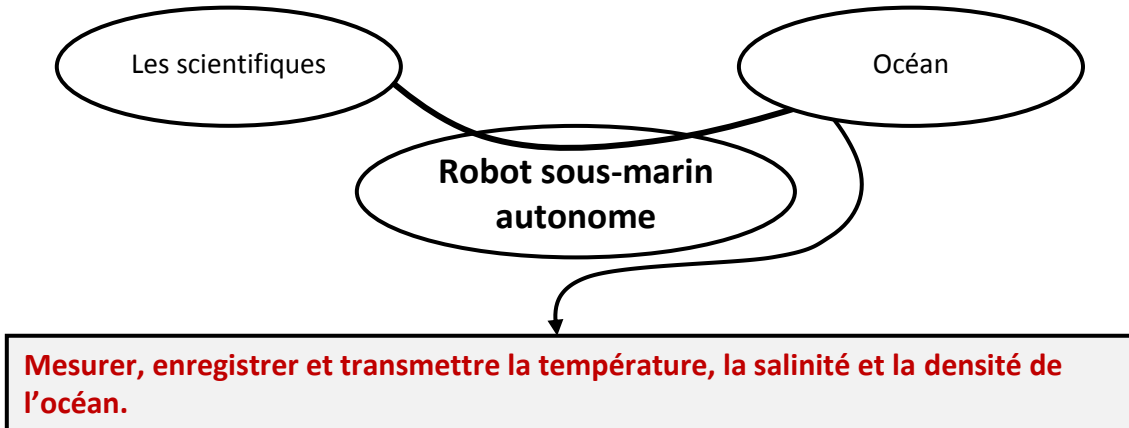 Les scientifiques
Océan
Robot sous-marin
autonome
Mesurer, enregistrer et transmettre la température, la salinité et la densité de
l’océan.